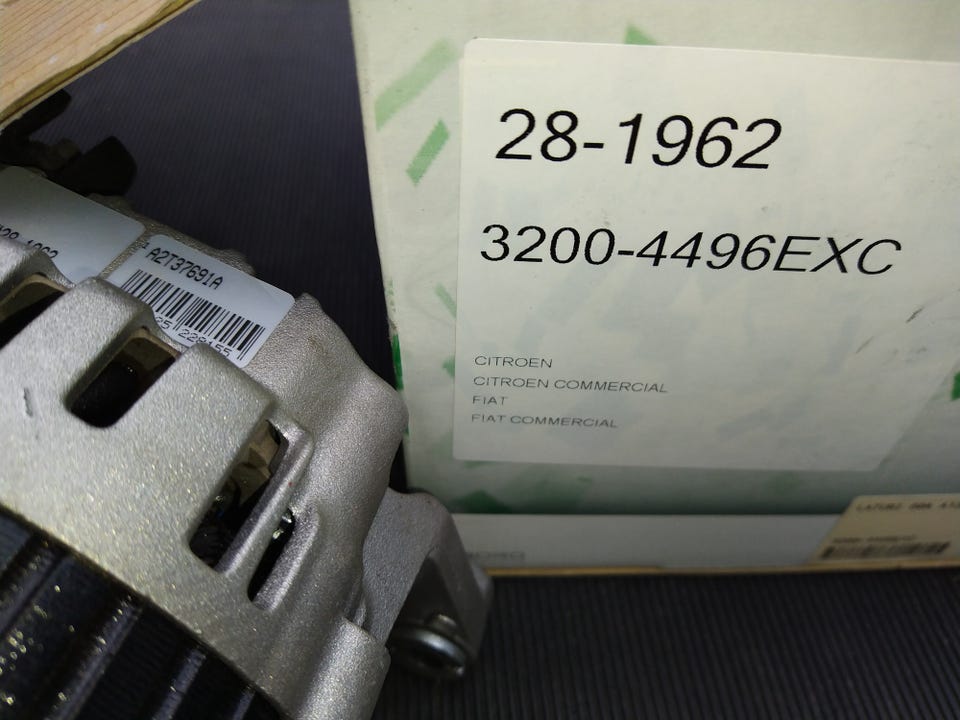 28-1962
3200-4496EXC
CITROEN
CITROEN COMMERCIAL
FIAT
FIAT COMMERCIAL
A2T37691A